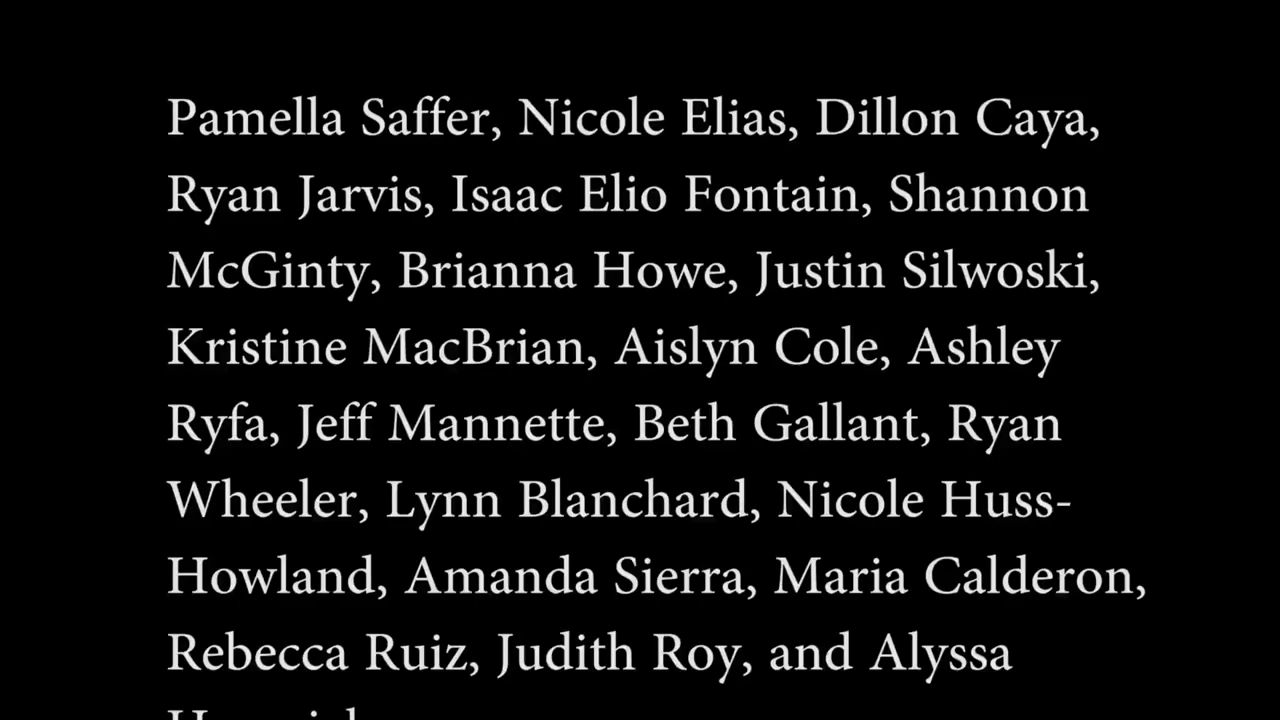 Pamella Saffer, Nicole Elias, Dillon Caya,
Ryan Jarvis, Isaac Elio Fontain, Shannon
McGinty, Brianna Howe, Justin Silwoski,
Kristine MacBrian, Aislyn Cole, Ashley
Ryfa, Jeff Mannette, Beth Gallant, Ryan
Wheeler, Lynn Blanchard, Nicole Huss-
Howland, Amanda Sierra, Maria Calderon,
Rebecca Ruiz, Judith Roy, and Alyssa